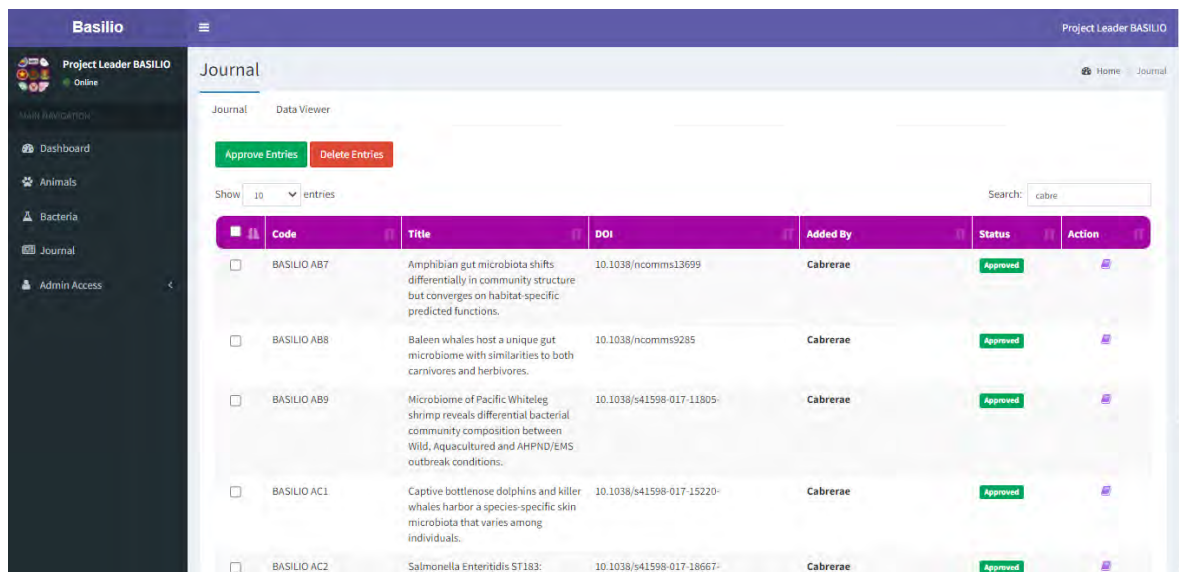 Basilio
Project Leader BASILIO
Project Leader BASILIO
Online
Journal
Home
Journal
MAIN NAVIGATION
Journal
Data Viewer
Dashboard
Approve Entries
Delete Entries
Animals
Show 10 entries
Search: cabre
Bacteria
Code
Title
DOI
Added By
Status
Action
Journal
Admin Access
BASILIO AB7
Amphibian gut microbiota shifts
differentially in community structure
but converges on habitat-specific
predicted functions.
10.1038/ncomms13699
Cabrerae
Approved
BASILIO AB8
Baleen whales host a unique gut
microbiome with similarities to both
carnivores and herbivores.
10.1038/ncomms9285
Cabrerae
Approved
BASILIO AB9
Microbiome of Pacific Whiteleg
shrimp reveals differential bacterial
community composition between
Wild, Aquacultured and AHPND/EMS
outbreak conditions.
10.1038/s41598-017-11805-
Cabrerae
Approved
BASILIO AC1
Captive bottlenose dolphins and killer
whales harbor a species-specific skin
microbiota that varies among
individuals.
10.1038/s41598-017-15220-
Cabrerae
Approved
BASILIO AC2
Salmonella Enteritidis ST183:
10.1038/s41598-017-18667-
Cabrerae
Approved